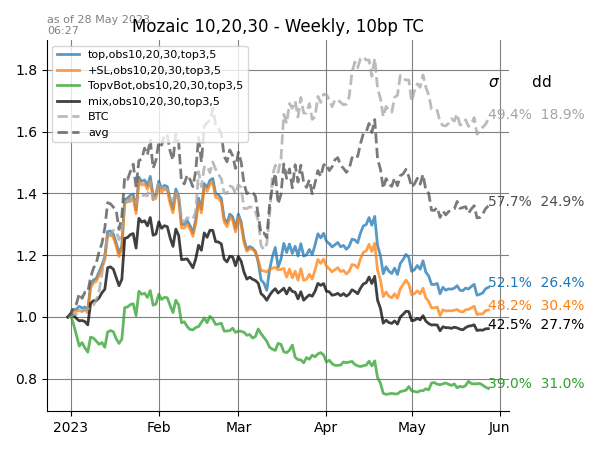 as of 28 May 2023
06:27
Mozaic 10,20,30 - Weekly, 10bp TC
top,obs10,20,30,top3,5
+SL,obs10,20,30,top3,5
TopvBot,obs10,20,30,top3,5
mix,obs10,20,30,top3,5
BTC
avg
σ dd
49.4% 18.9%
57.7% 24.9%
52.1% 26.4%
48.2% 30.4%
42.5% 27.7%
39.0% 31.0%
1.8
1.6
1.4
1.2
1.0
0.8
2023 Feb Mar Apr May Jun